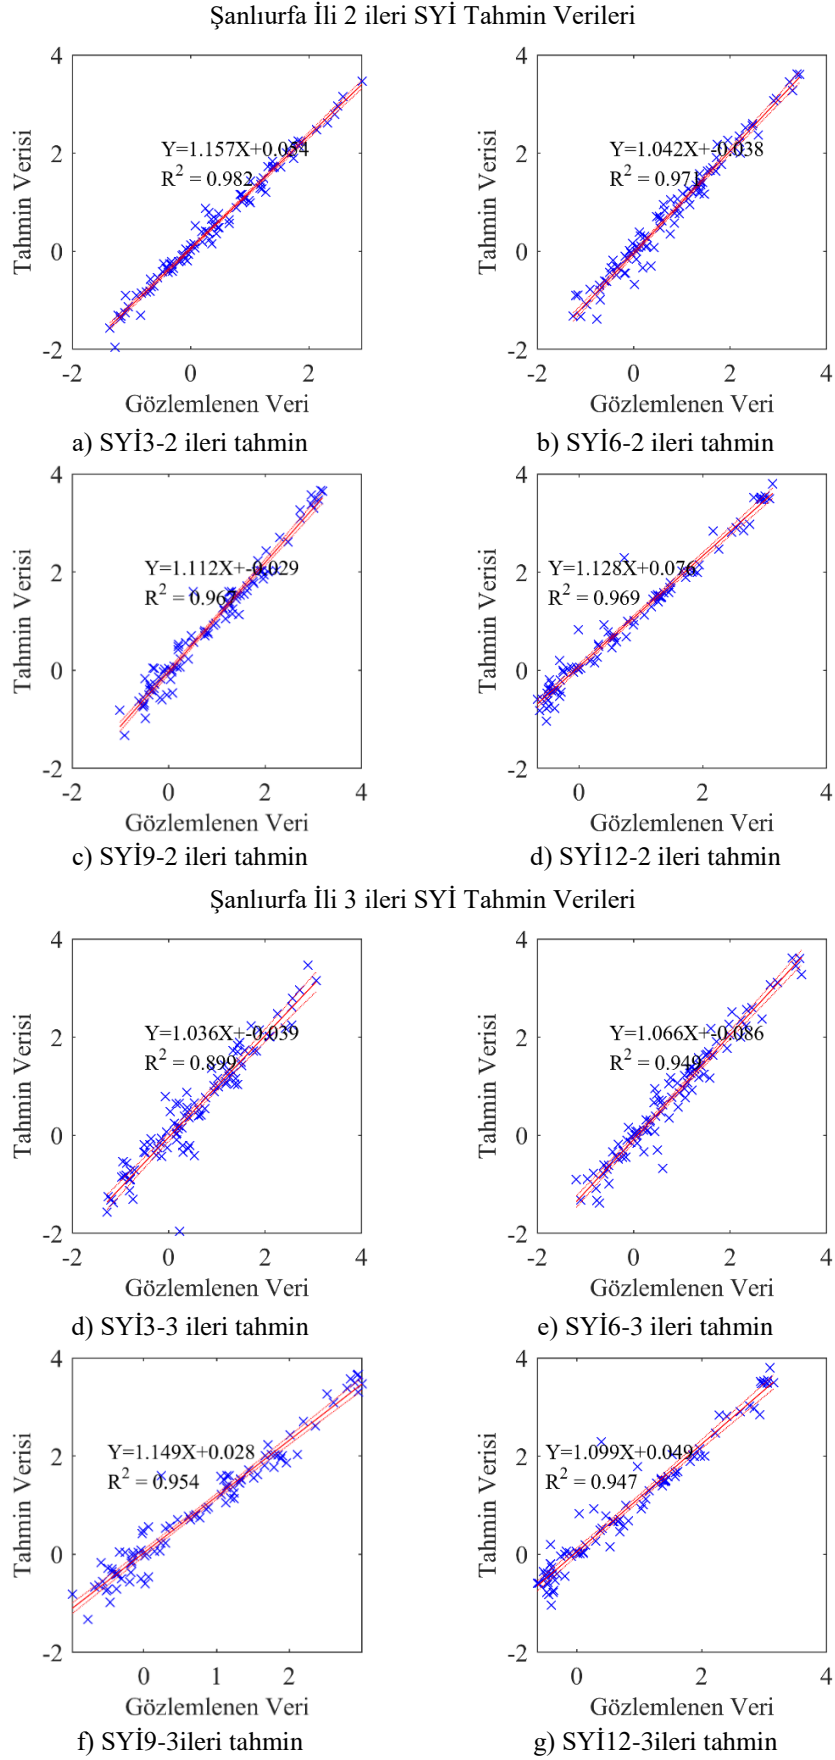 Şanlıurfa İli 2 ileri SYİ Tahmin Verileri
4
2
0
-2
-2
0
2
Tahmin Verisi
Y=1.157X+0.054
R² = 0.982
Gözlemlenen Veri
a) SYİ3-2 ileri tahmin
4
2
0
-2
-2
0
2
4
Tahmin Verisi
Y=1.042X+-0.038
R² = 0.971
Gözlemlenen Veri
b) SYİ6-2 ileri tahmin
4
2
0
-2
-2
0
2
4
Tahmin Verisi
Y=1.112X+-0.029
R² = 0.967
Gözlemlenen Veri
c) SYİ9-2 ileri tahmin
4
2
0
-2
0
2
4
Tahmin Verisi
Y=1.128X+0.076
R² = 0.969
Gözlemlenen Veri
d) SYİ12-2 ileri tahmin
Şanlıurfa İli 3 ileri SYİ Tahmin Verileri
4
2
0
-2
-2
0
2
4
Tahmin Verisi
Y=1.036X+-0.039
R² = 0.899
Gözlemlenen Veri
d) SYİ3-3 ileri tahmin
4
2
0
-2
-2
0
2
4
Tahmin Verisi
Y=1.066X+-0.086
R² = 0.949
Gözlemlenen Veri
e) SYİ6-3 ileri tahmin
4
2
0
-2
0
1
2
Tahmin Verisi
Y=1.149X+0.028
R² = 0.954
Gözlemlenen Veri
f) SYİ9-3ileri tahmin
4
2
0
-2
0
2
4
Tahmin Verisi
Y=1.099X+0.049
R² = 0.947
Gözlemlenen Veri
g) SYİ12-3ileri tahmin